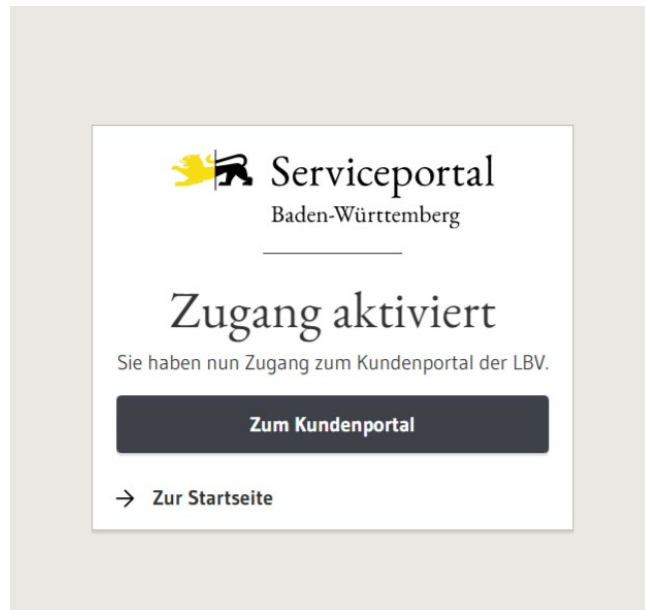 Serviceportal
Baden-Württemberg
Zugang aktiviert
Sie haben nun Zugang zum Kundenportal der LBV.
Zum Kundenportal
→ Zur Startseite